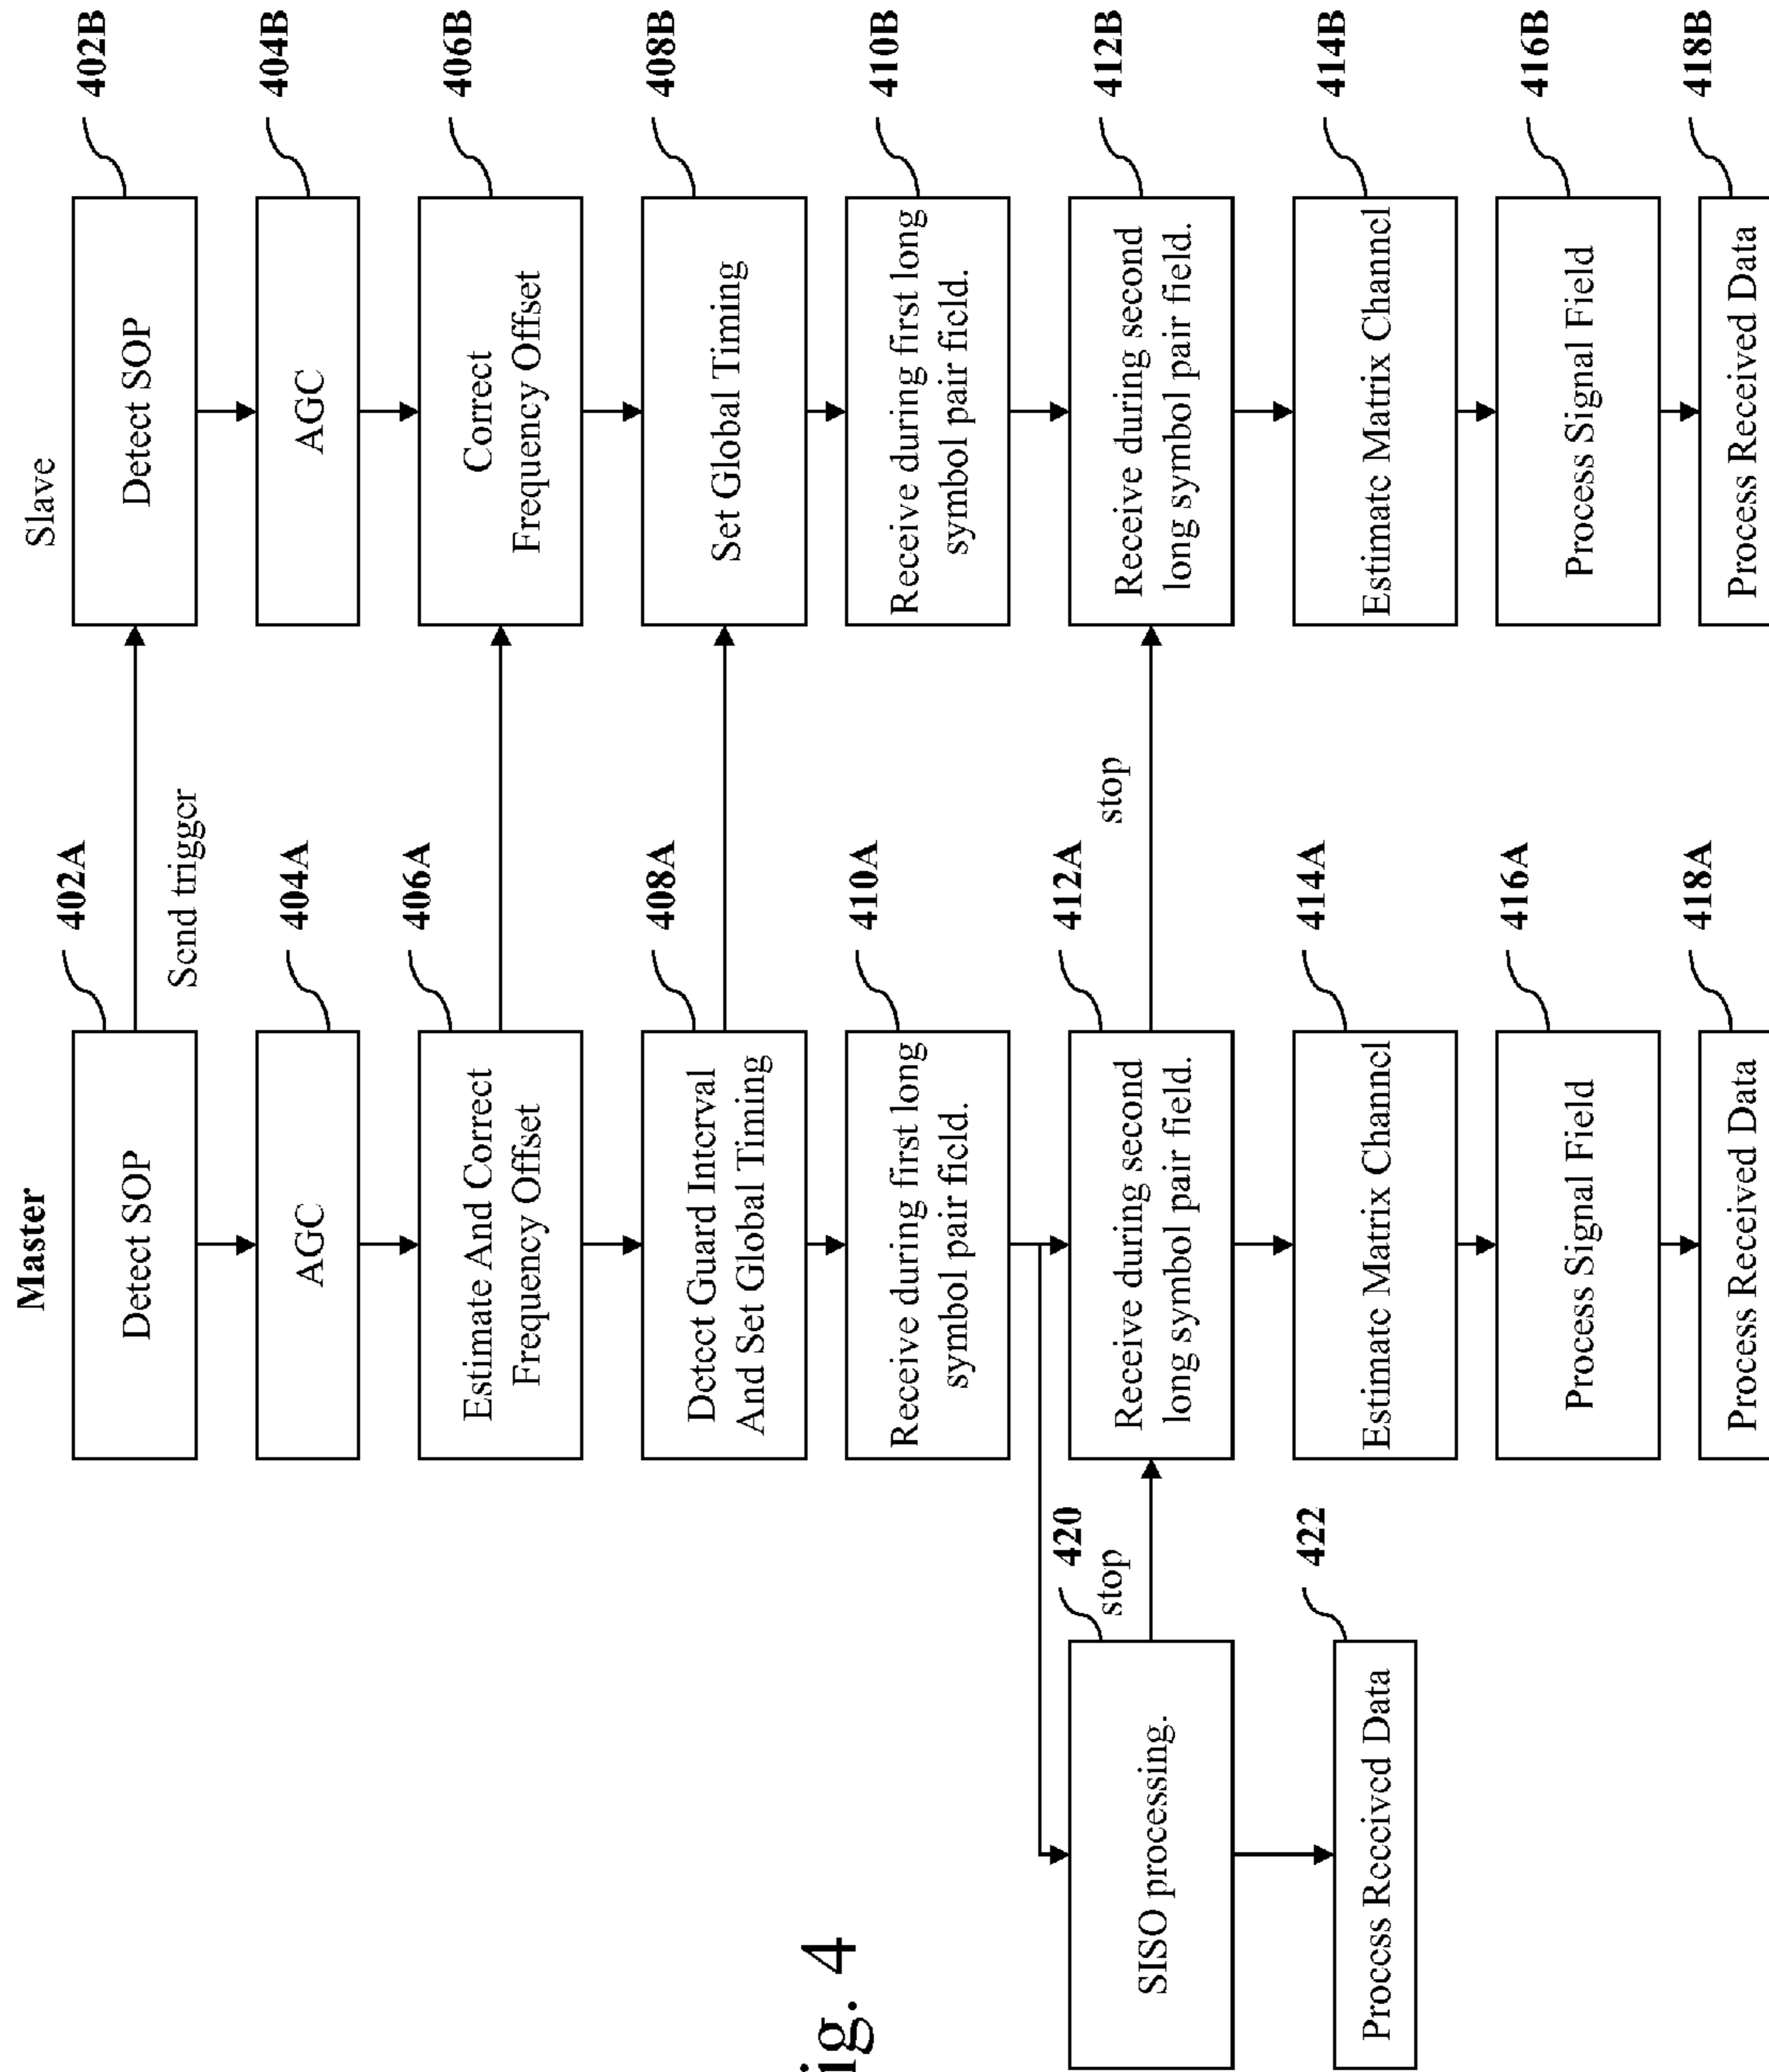 Master
Slave
Detect SOP
402A
Send trigger
Detect SOP
402B
AGC
404A
AGC
404B
Estimate And Correct
Frequency Offset
406A
Correct
Frequency Offset
406B
Detect Guard Interval
And Set Global Timing
408A
Set Global Timing
408B
Receive during first long
symbol pair field.
410A
Receive during first long
symbol pair field.
410B
SISO processing.
420
stop
Receive during second
long symbol pair field.
412A
stop
Receive during second
long symbol pair field.
412B
Process Received Data
422
Estimate Matrix Channel
414A
Estimate Matrix Channel
414B
Process Signal Field
416A
Process Signal Field
416B
Process Received Data
418A
Process Received Data
418B
ig. 4